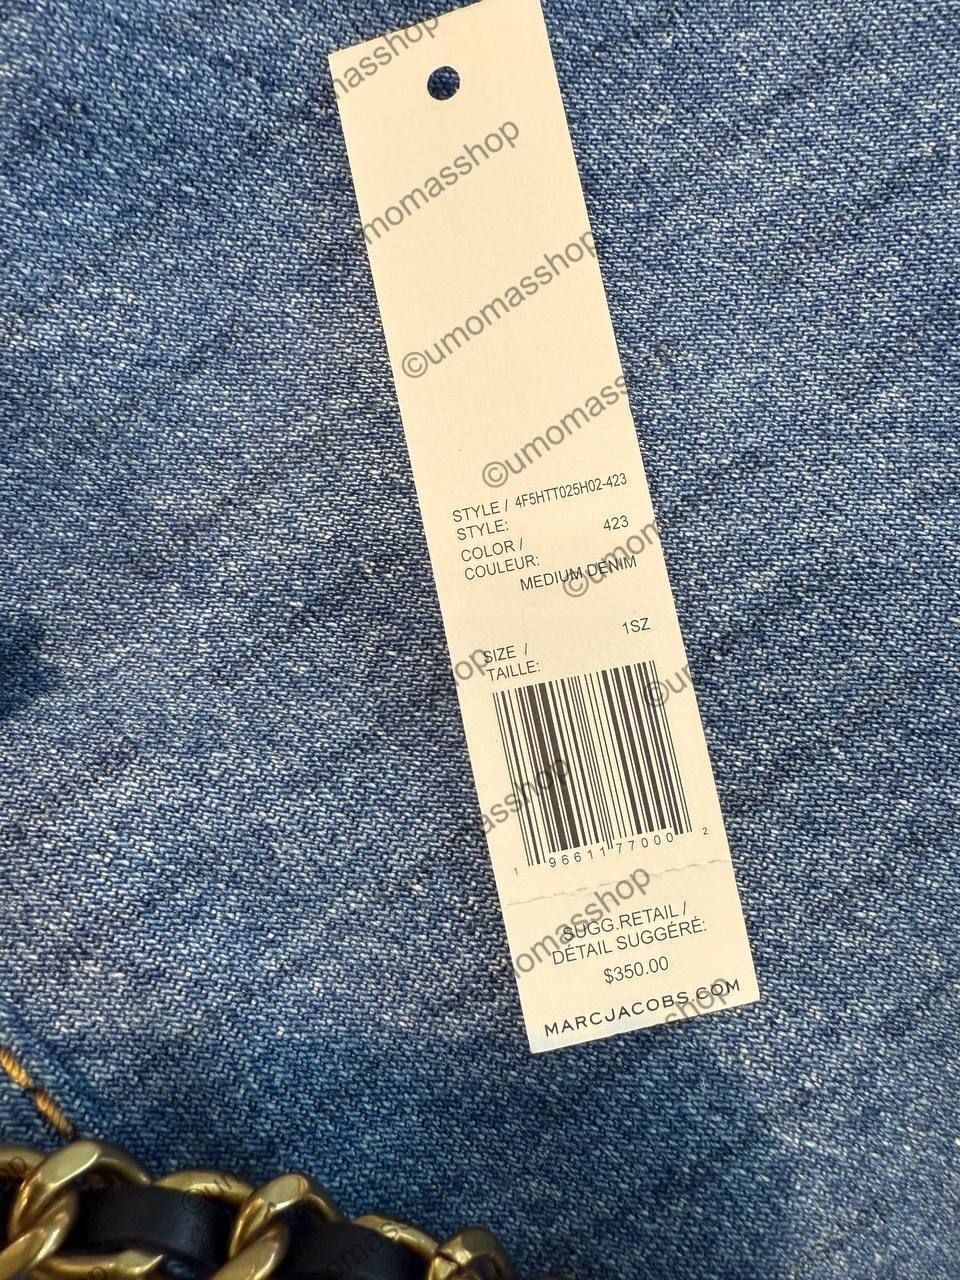 ©umomasshop
©umomasshop
©umomasshop
STYLE / 4F5HTT025H02-423
STYLE:
COLOR / 423
COULEUR:
MEDIUM DENIM
SIZE / 1SZ
TAILLE:
1 96611 77000 2
SUGG.RETAIL /
DÉTAIL SUGGÉRÉ:
$350.00
MARCJACOBS.COM